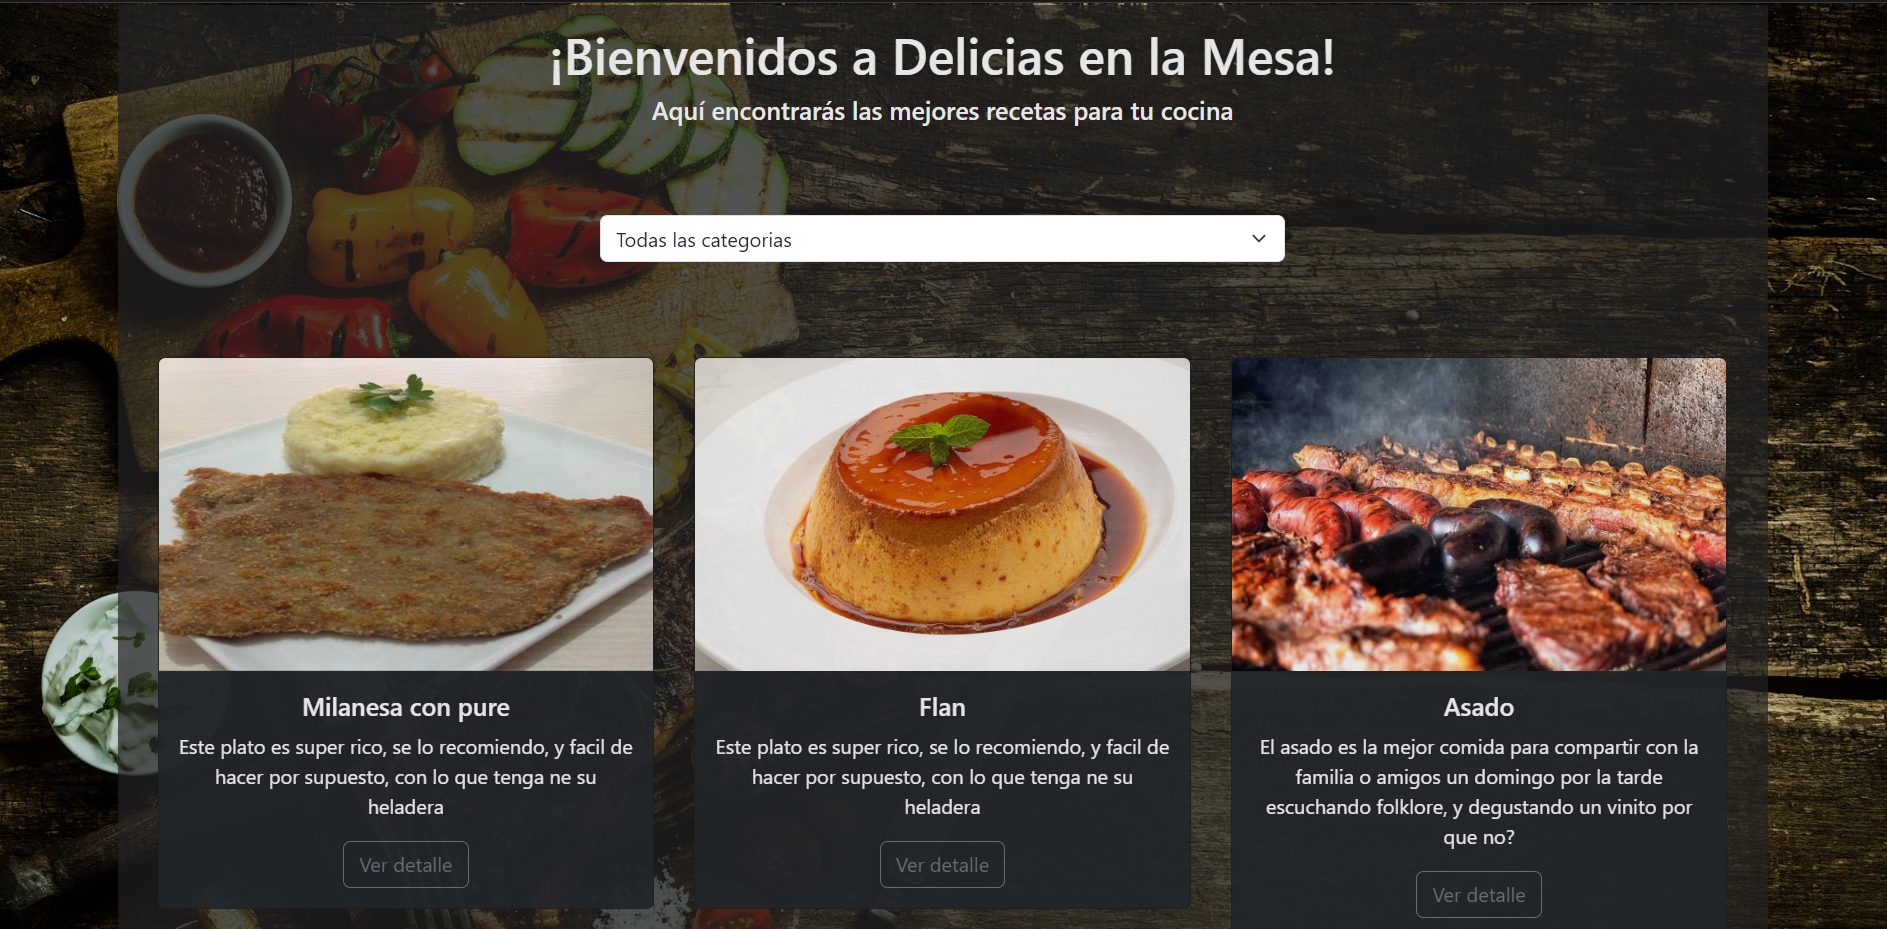 ¡Bienvenidos a Delicias en la Mesa!
Aquí encontrarás las mejores recetas para tu cocina
Todas las categorias
Milanesa con pure
Este plato es super rico, se lo recomiendo, y facil de
hacer por supuesto, con lo que tenga ne su
heladera
Ver detalle
Flan
Este plato es super rico, se lo recomiendo, y facil de
hacer por supuesto, con lo que tenga ne su
heladera
Ver detalle
Asado
El asado es la mejor comida para compartir con la
familia o amigos un domingo por la tarde
escuchando folklore, y degustando un vinito por
que no?
Ver detalle